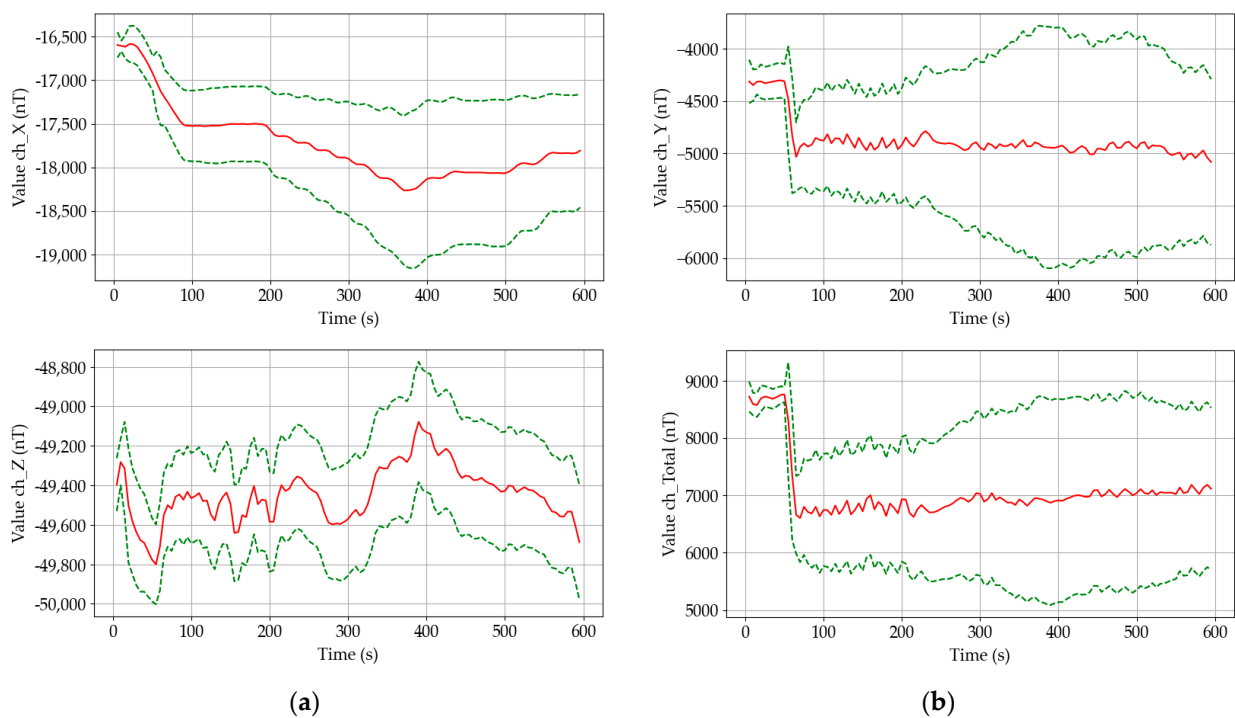 Value ch_X (nT)
-16,500
-17,000
-17,500
-18,000
-18,500
-19,000
0 100 200 300 400 500 600
Time (s)
Value ch_Y (nT)
−4000
−4500
−5000
−5500
−6000
0 100 200 300 400 500 600
Time (s)
Value ch_Z (nT)
-48,800
-49,000
-49,200
-49,400
-49,600
-49,800
-50,000
0 100 200 300 400 500 600
Time (s)
Value ch_Total (nT)
9000
8000
7000
6000
5000
0 100 200 300 400 500 600
Time (s)
(a) (b)